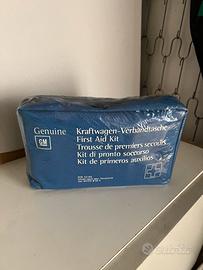 Genuine
GM
Kraftwagen-Verbandtasche
First Aid Kit
Trousse de premiers secours
Kit di pronto soccorso
Kit de primeros auxilios
subito